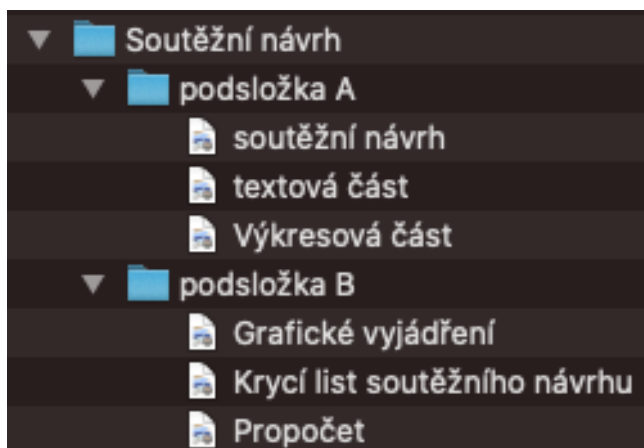 Soutěžní návrh
podsložka A
soutěžní návrh
textová část
Výkresová část
podsložka B
Grafické vyjádření
Krycí list soutěžního návrhu
Propočet